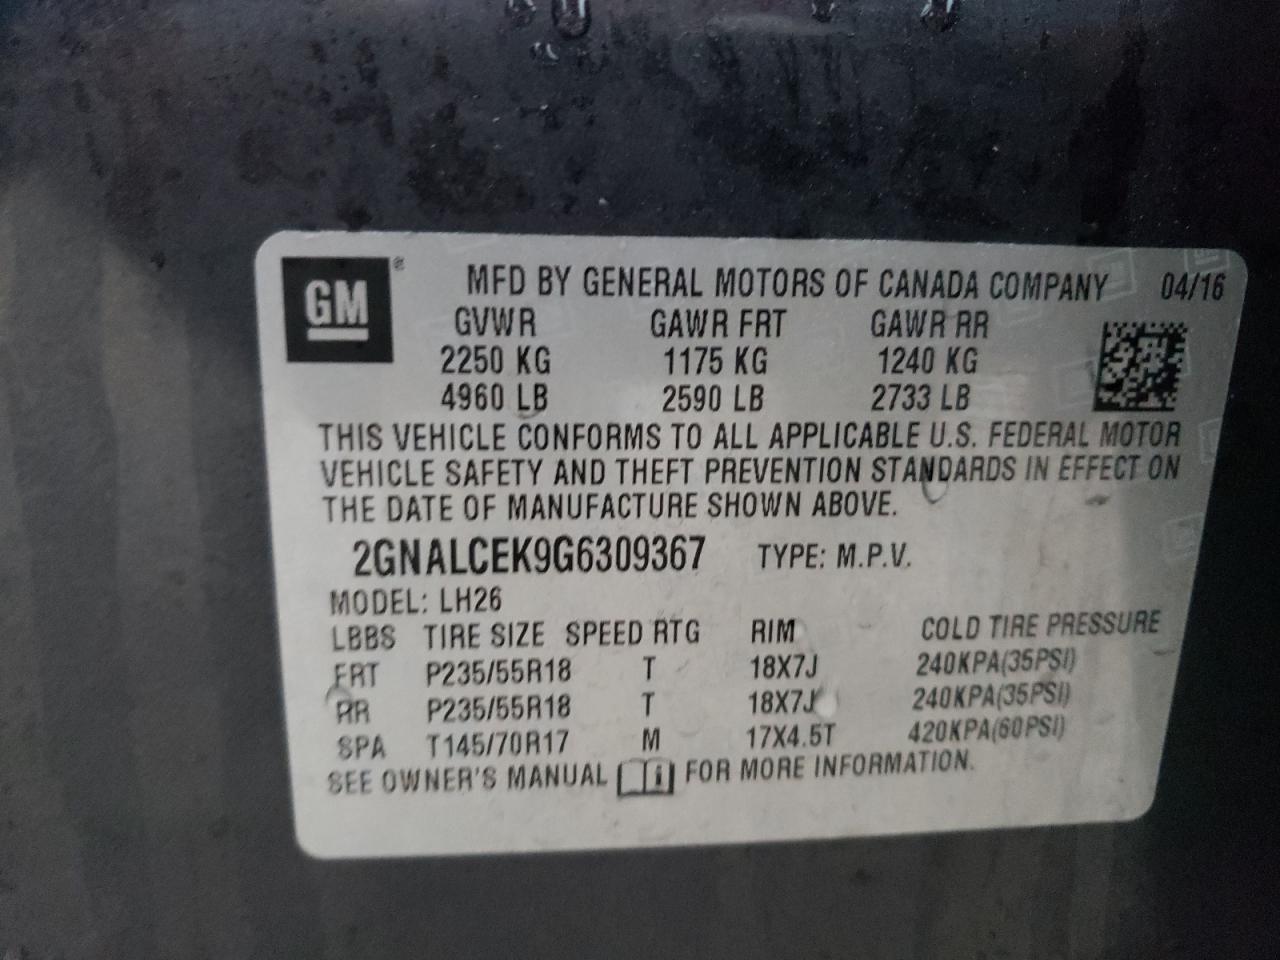 GM ®
MFD BY GENERAL MOTORS OF CANADA COMPANY 04/16
GVWR GAWR FRT GAWR RR
2250 KG 1175 KG 1240 KG
4960 LB 2590 LB 2733 LB
THIS VEHICLE CONFORMS TO ALL APPLICABLE U.S. FEDERAL MOTOR
VEHICLE SAFETY AND THEFT PREVENTION STANDARDS IN EFFECT ON
THE DATE OF MANUFACTURE SHOWN ABOVE.
2GNALCEK9G6309367 TYPE: M.P.V.
MODEL: LH26
LBBS TIRE SIZE SPEED RTG RIM COLD TIRE PRESSURE
FRT P235/55R18 T 18X7J 240KPA(35PSI)
RR P235/55R18 T 18X7J 240KPA(35PSI)
SPA T145/70R17 M 17X4.5T 420KPA(60PSI)
SEE OWNER'S MANUAL FOR MORE INFORMATION.